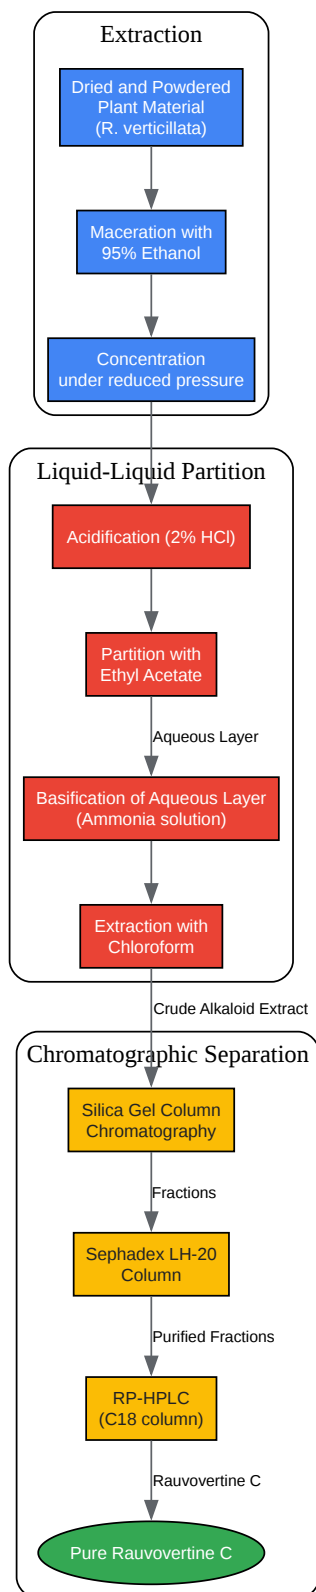 Extraction
Dried and Powdered
Plant Material
(R. verticillata)
Maceration with
95% Ethanol
Concentration
under reduced pressure
Liquid-Liquid Partition
Acidification (2% HCl)
Partition with
Ethyl Acetate
Aqueous Layer
Basification of Aqueous Layer
(Ammonia solution)
Extraction with
Chloroform
Crude Alkaloid Extract
Chromatographic Separation
Silica Gel Column
Chromatography
Fractions
Sephadex LH-20
Column
Purified Fractions
RP-HPLC
(C18 column)
Rauvovertine C
Pure Rauvovertine C